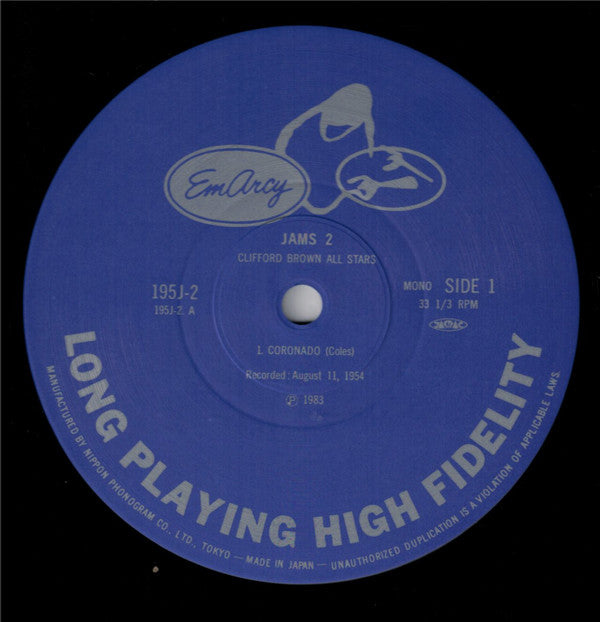 EmArcy
JAMS 2
CLIFFORD BROWN ALL STARS
195J-2
195J-2. A
MONO SIDE 1
33 1/3 RPM
1. CORONADO (Coles)
Recorded: August 11, 1954
℗ 1983
LONG PLAYING HIGH FIDELITY
MANUFACTURED BY NIPPON PHONOGRAM CO., LTD., TOKYO — MADE IN JAPAN — UNAUTHORIZED DUPLICATION IS A VIOLATION OF APPLICABLE LAWS.